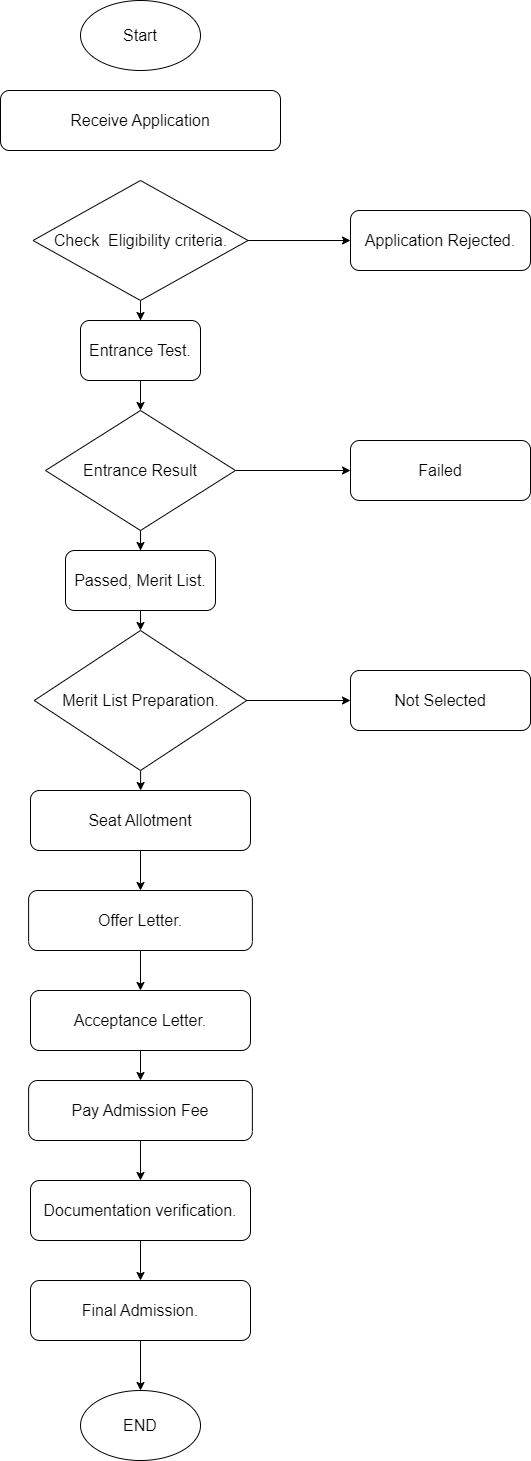 Start
Receive Application
Check  Eligibility criteria.
Application Rejected.
Entrance Test.
Entrance Result
Failed
Passed, Merit List.
Merit List Preparation.
Not Selected
Seat Allotment
Offer Letter.
Acceptance Letter.
Pay Admission Fee
Documentation verification.
Final Admission.
END